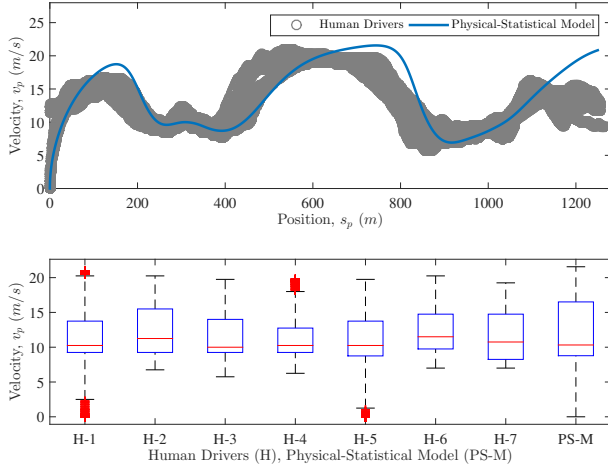 25
20
15
10
5
0
Velocity, v_p (m/s)
Human Drivers
Physical-Statistical Model
0 200 400 600 800 1000 1200
Position, s_p (m)
20
15
10
5
0
Velocity, v_p (m/s)
H-1 H-2 H-3 H-4 H-5 H-6 H-7 PS-M
Human Drivers (H), Physical-Statistical Model (PS-M)